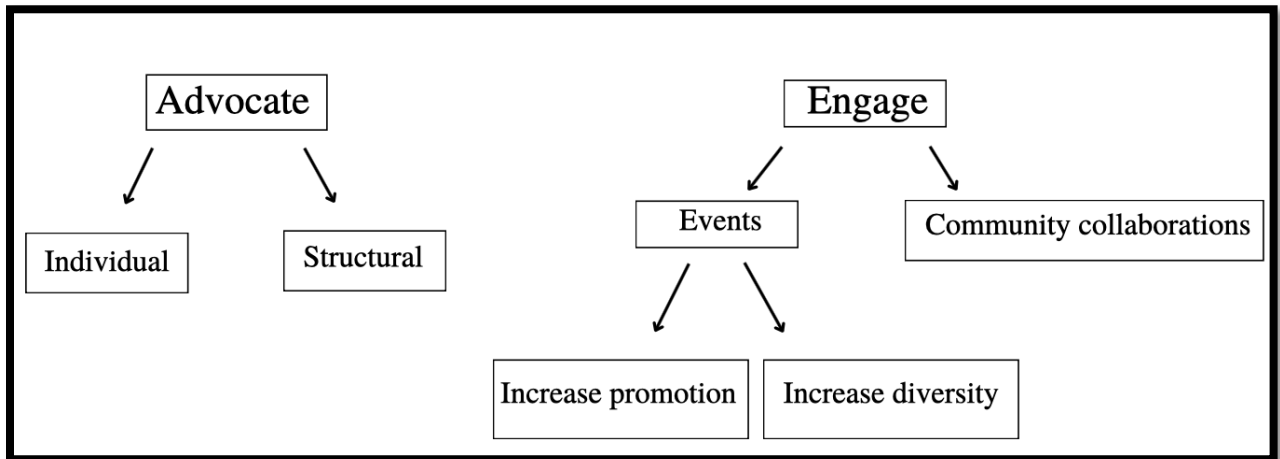 Advocate
Engage
Individual
Structural
Events
Community collaborations
Increase promotion
Increase diversity